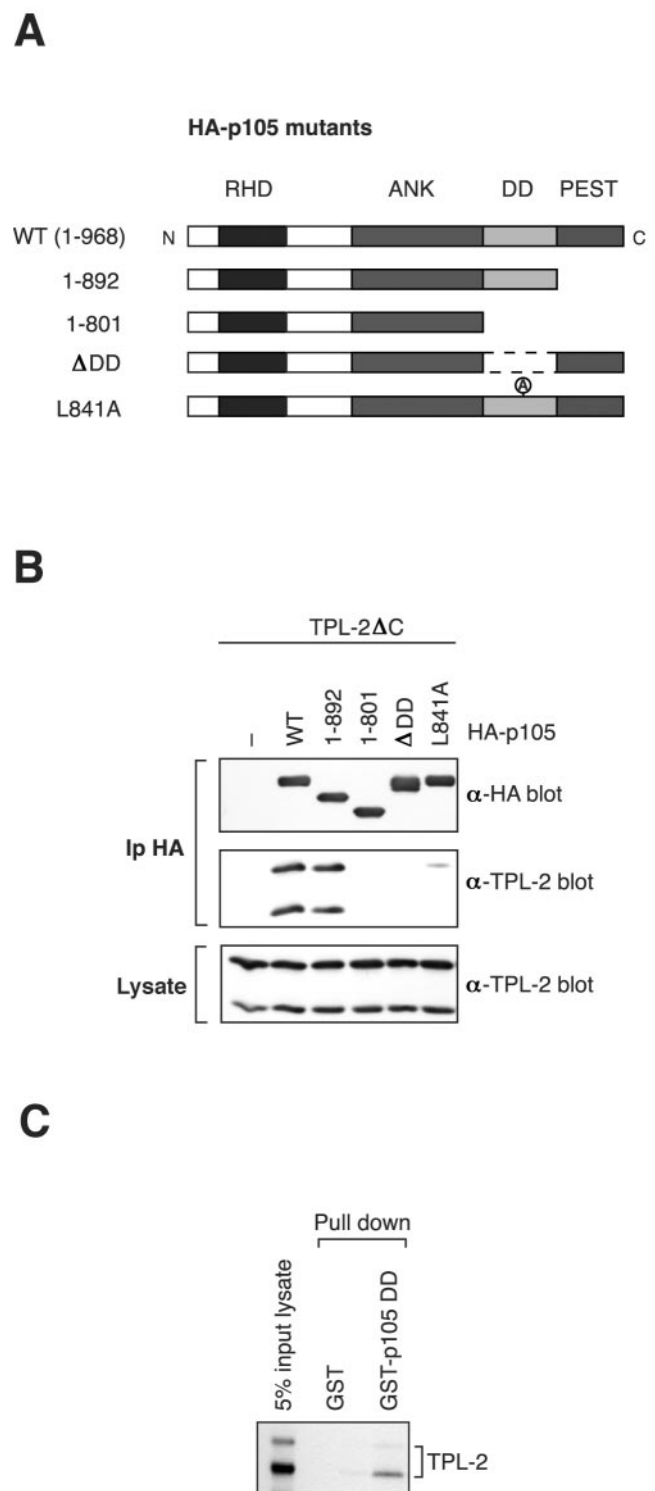 A
HA-p105 mutants
RHD ANK DD PEST
WT (1-968) N C
1-892
1-801
ΔDD
A
L841A
B
TPL-2ΔC
– WT 1-892 1-801 ΔDD L841A HA-p105
Ip HA
α-HA blot
α-TPL-2 blot
Lysate
α-TPL-2 blot
C
Pull down
5% input lysate GST GST-p105 DD
TPL-2